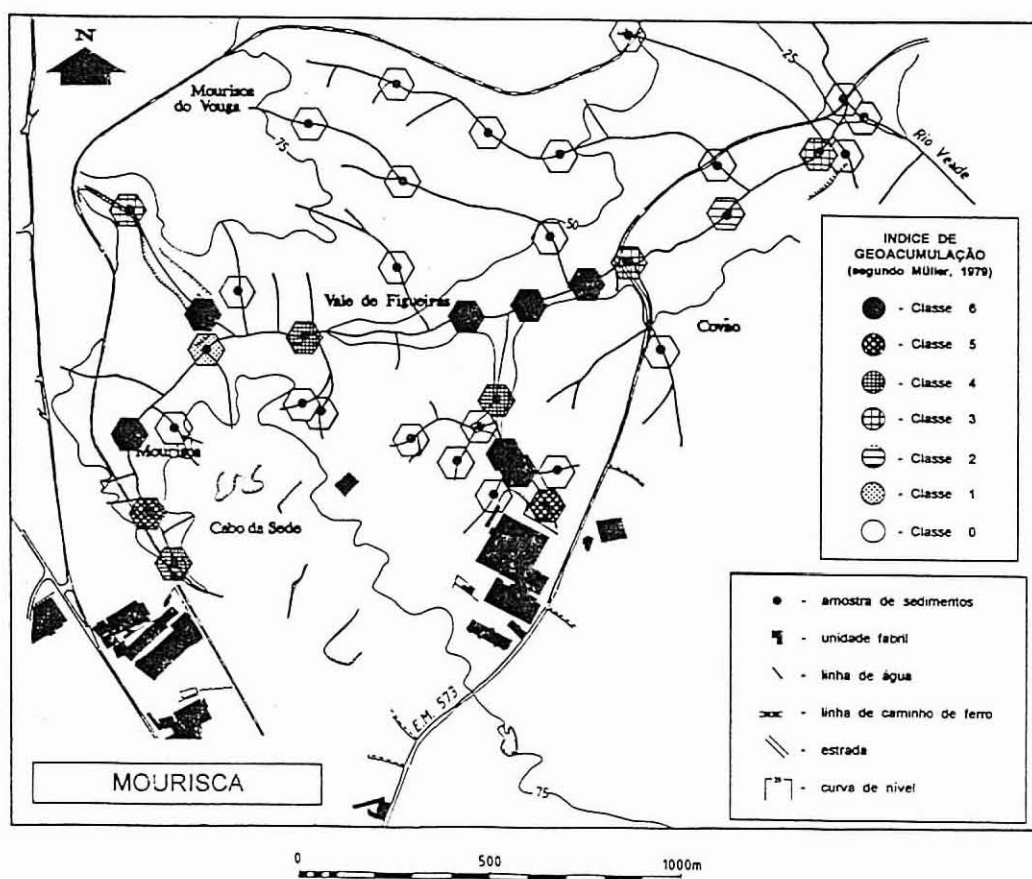 N
Mourisca
do Vouga
75
25
Rio Veade
50
Vale de Figueiras
Covão
Mourisca
Cabo da Sede
E.M. 573
75
MOURISCA
INDICE DE
GEOACUMULAÇÃO
(segundo Müller, 1979)
- Classe 6
- Classe 5
- Classe 4
- Classe 3
- Classe 2
- Classe 1
- Classe 0
- amostra de sedimentos
- unidade fabril
- linha de água
- linha de caminho de ferro
- estrada
- curva de nível
0 500 1000m